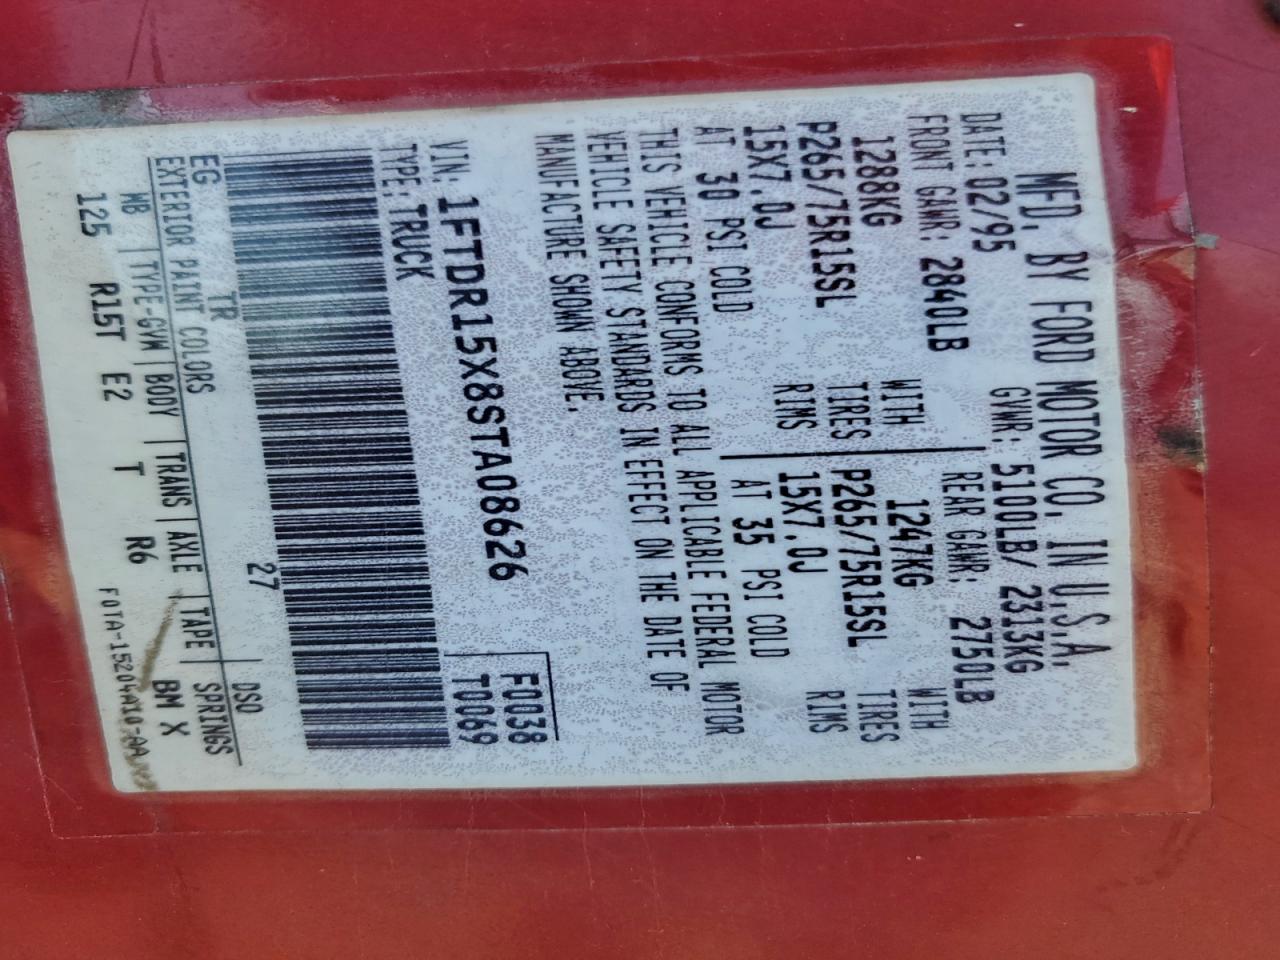 MFD. BY FORD MOTOR CO. IN U.S.A.
DATE: 02/95 GVWR: 5100LB/ 2313KG
FRONT GAWR: 2840LB REAR GAWR: 2750LB
1288KG WITH 1247KG WITH
P265/75R15SL TIRES P265/75R15SL TIRES
15X7.0J RIMS 15X7.0J RIMS
AT 30 PSI COLD AT 35 PSI COLD
THIS VEHICLE CONFORMS TO ALL APPLICABLE FEDERAL MOTOR
VEHICLE SAFETY STANDARDS IN EFFECT ON THE DATE OF
MANUFACTURE SHOWN ABOVE.
VIN: 1FTDR15X8STA08626 F0038
TYPE: TRUCK T0069
EG TR 27 DSO
EXTERIOR PAINT COLORS
WB TYPE-GVM BODY TRANS AXLE TAPE SPRINGS
125 R15T E2 T R6 BM X